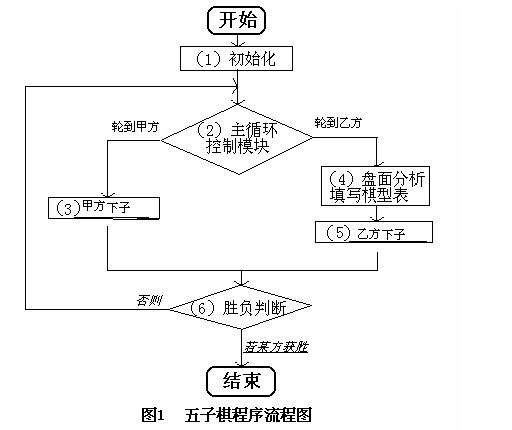 开始
(1)初始化
(2)主循环
控制模块
轮到甲方
轮到乙方
(3)甲方下子
(4)盘面分析
填写棋型表
(5)乙方下子
(6)胜负判断
否则
若某方获胜
结束
图1 五子棋程序流程图